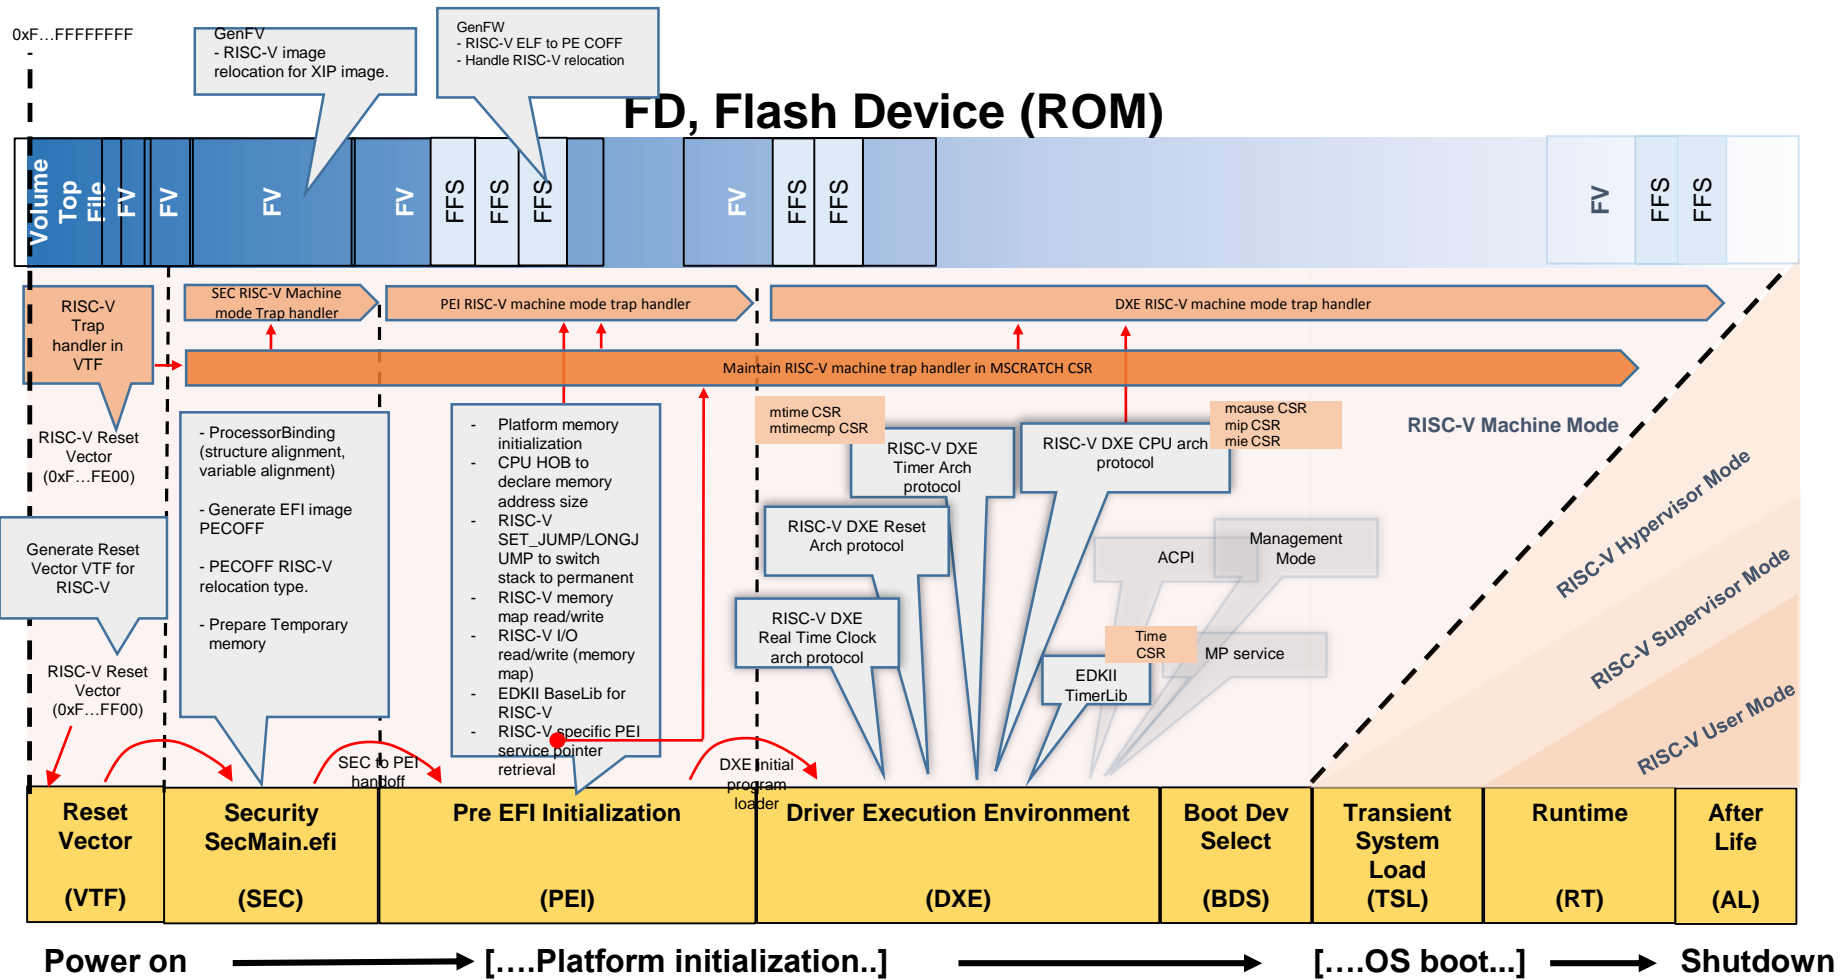 0xF…FFFFFFFF
GenFV
- RISC-V image
relocation for XIP image.
GenFW
- RISC-V ELF to PE COFF
- Handle RISC-V relocation
FD, Flash Device (ROM)
Volume
Top
File
FV
FV
FV
FV
FFS
FFS
FFS
FV
FFS
FFS
FV
FFS
FFS
RISC-V
Trap
handler in
VTF
SEC RISC-V Machine
mode Trap handler
PEI RISC-V machine mode trap handler
DXE RISC-V machine mode trap handler
Maintain RISC-V machine trap handler in MSCRATCH CSR
RISC-V Reset
Vector
(0xF…FE00)
Generate Reset
Vector VTF for
RISC-V
RISC-V Reset
Vector
(0xF…FF00)
- ProcessorBinding
(structure alignment,
variable alignment)
- Generate EFI image
PECOFF
- PECOFF RISC-V
relocation type.
- Prepare Temporary
memory
- Platform memory
initialization
- CPU HOB to
declare memory
address size
- RISC-V
SET_JUMP/LONGJ
UMP to switch
stack to permanent
- RISC-V memory
map read/write
- RISC-V I/O
read/write (memory
map)
- EDKII BaseLib for
RISC-V
- RISC-V specific PEI
service pointer
retrieval
mtime CSR
mtimecmp CSR
RISC-V DXE
Timer Arch
protocol
RISC-V DXE CPU arch
protocol
mcause CSR
mip CSR
mie CSR
RISC-V DXE Reset
Arch protocol
RISC-V DXE
Real Time Clock
arch protocol
ACPI
Management
Mode
Time
CSR
MP service
EDKII
TimerLib
RISC-V Machine Mode
RISC-V Hypervisor Mode
RISC-V Supervisor Mode
RISC-V User Mode
SEC to PEI
handoff
DXE Initial
program
loader
Reset
Vector
(VTF)
Security
SecMain.efi
(SEC)
Pre EFI Initialization
(PEI)
Driver Execution Environment
(DXE)
Boot Dev
Select
(BDS)
Transient
System
Load
(TSL)
Runtime
(RT)
After
Life
(AL)
Power on
[....Platform initialization..]
[....OS boot...]
Shutdown